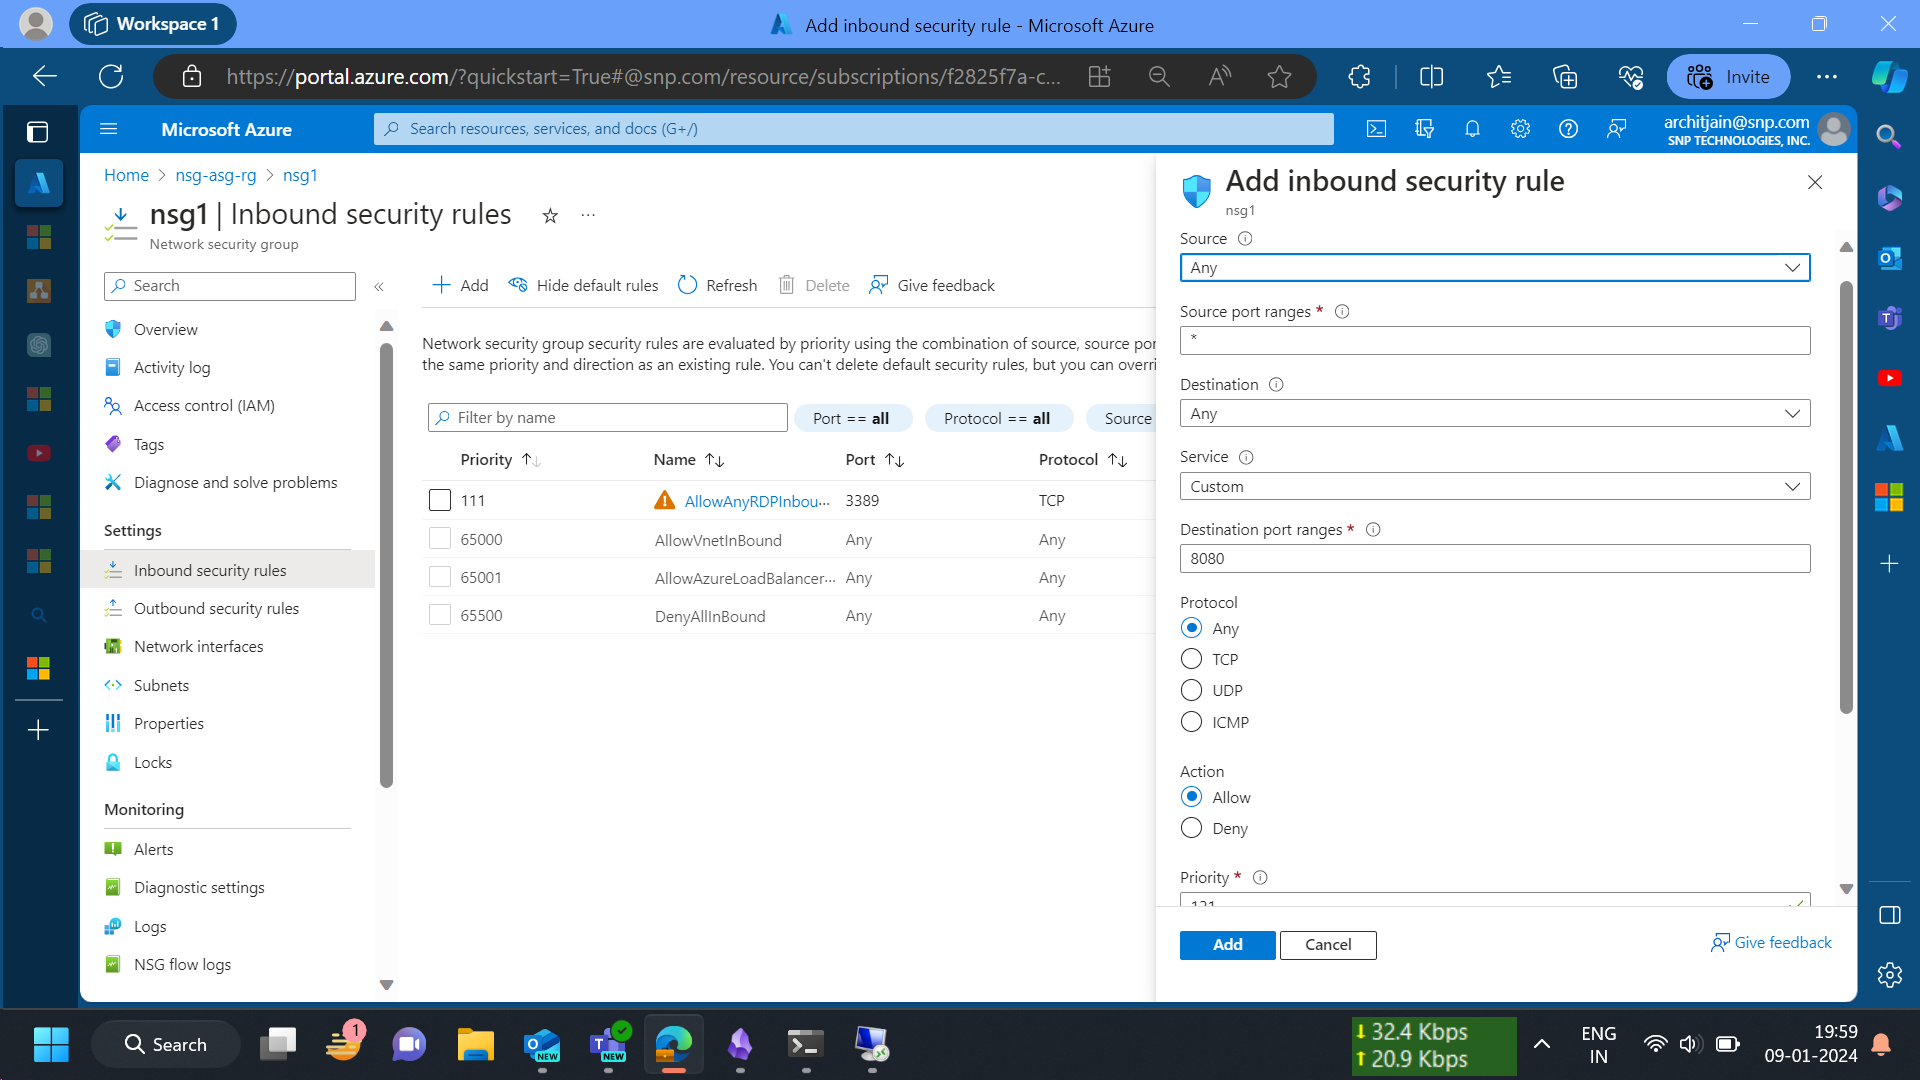 Workspace 1
Add inbound security rule - Microsoft Azure
https://portal.azure.com/?quickstart=True#@snp.com/resource/subscriptions/f2825f7a-c...
Invite
Microsoft Azure
Search resources, services, and docs (G+/)
architjain@snp.com
SNP TECHNOLOGIES, INC.
Home > nsg-asg-rg > nsg1
nsg1 | Inbound security rules
Network security group
Search
Overview
Activity log
Access control (IAM)
Tags
Diagnose and solve problems
Settings
Inbound security rules
Outbound security rules
Network interfaces
Subnets
Properties
Locks
Monitoring
Alerts
Diagnostic settings
Logs
NSG flow logs
Add
Hide default rules
Refresh
Delete
Give feedback
Network security group security rules are evaluated by priority using the combination of source, source por
the same priority and direction as an existing rule. You can't delete default security rules, but you can overri
Filter by name
Port == all
Protocol == all
Source
Priority Name Port Protocol
111 AllowAnyRDPInbou... 3389 TCP
65000 AllowVnetInBound Any Any
65001 AllowAzureLoadBalancer... Any Any
65500 DenyAllInBound Any Any
Add inbound security rule
nsg1
Source
Any
Source port ranges *
*
Destination
Any
Service
Custom
Destination port ranges *
8080
Protocol
Any
TCP
UDP
ICMP
Action
Allow
Deny
Priority *
121
Add
Cancel
Give feedback
Search
1
NEW
NEW
32.4 Kbps
20.9 Kbps
ENG
IN
19:59
09-01-2024